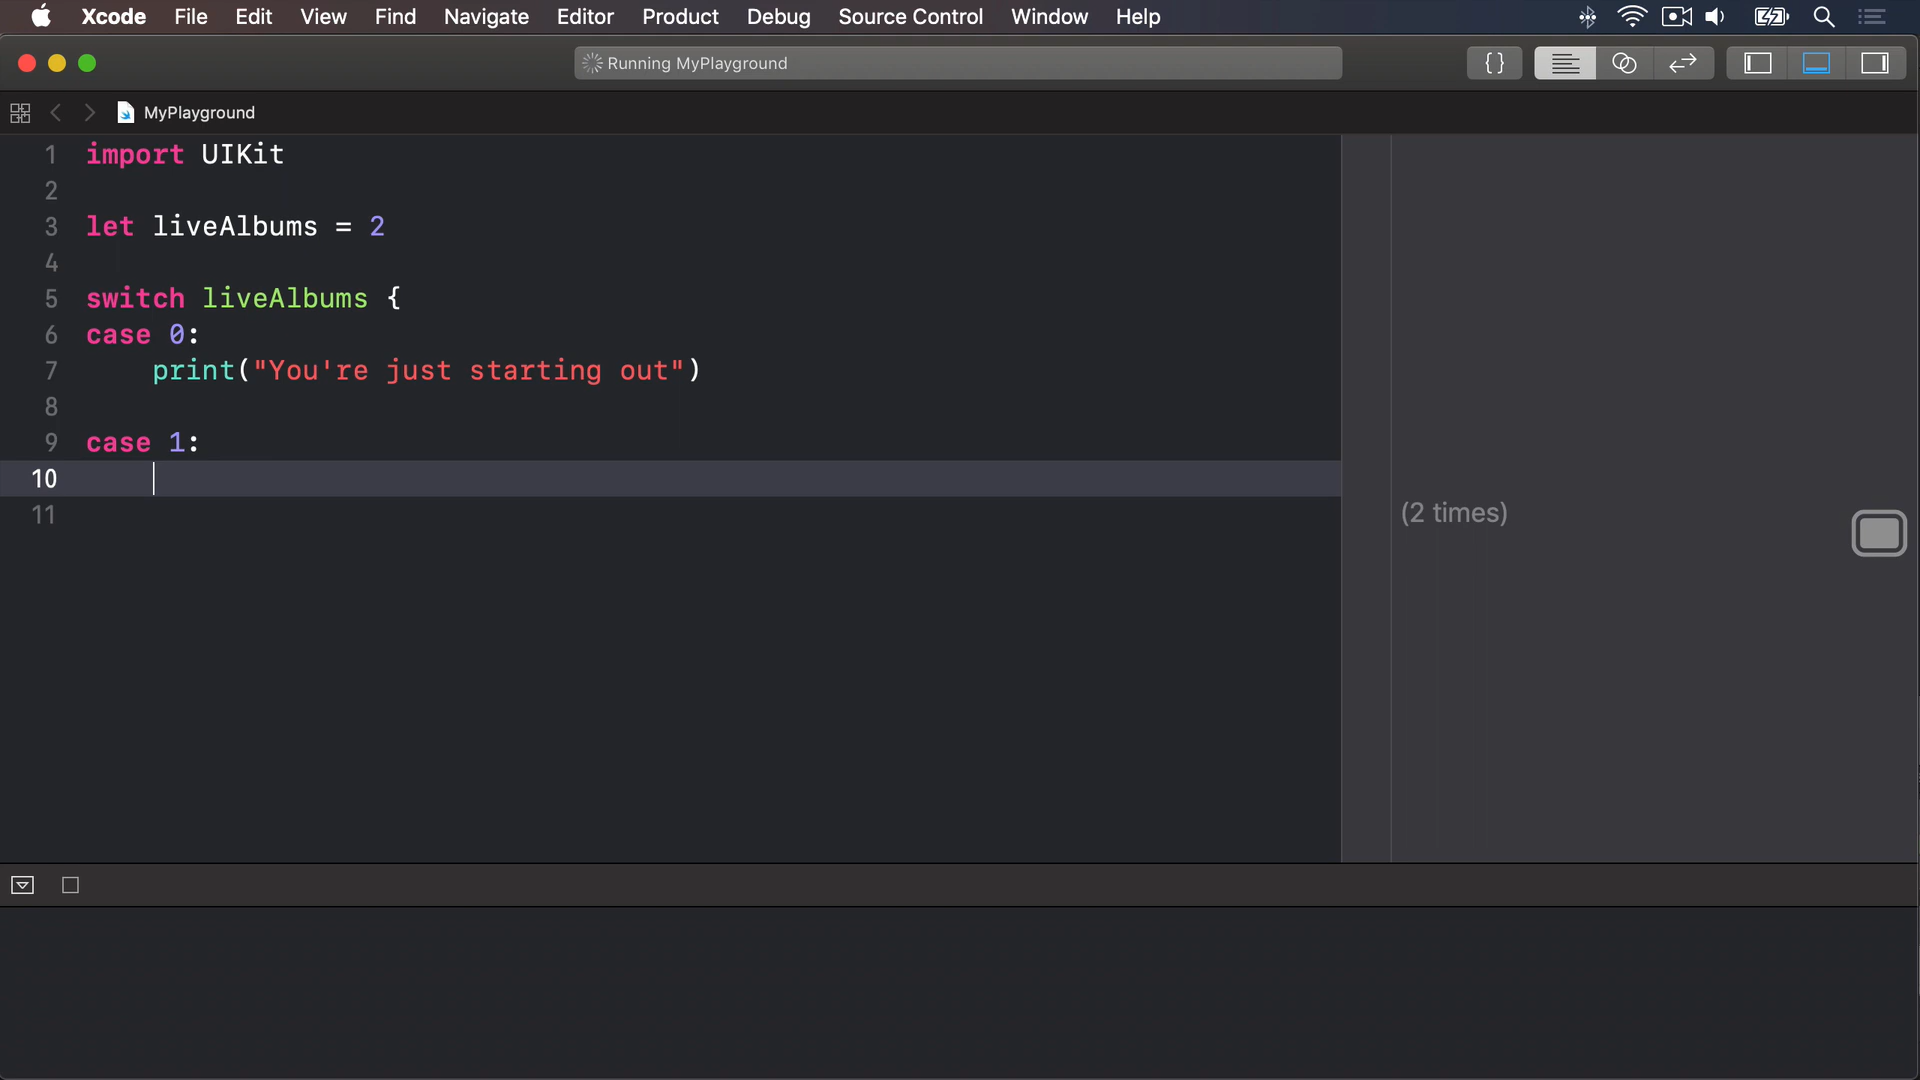 Xcode File Edit View Find Navigate Editor Product Debug Source Control Window Help
Running MyPlayground
{}
MyPlayground
1 import UIKit
2
3 let liveAlbums = 2
4
5 switch liveAlbums {
6 case 0:
7 print("You're just starting out")
8
9 case 1:
10
11
(2 times)